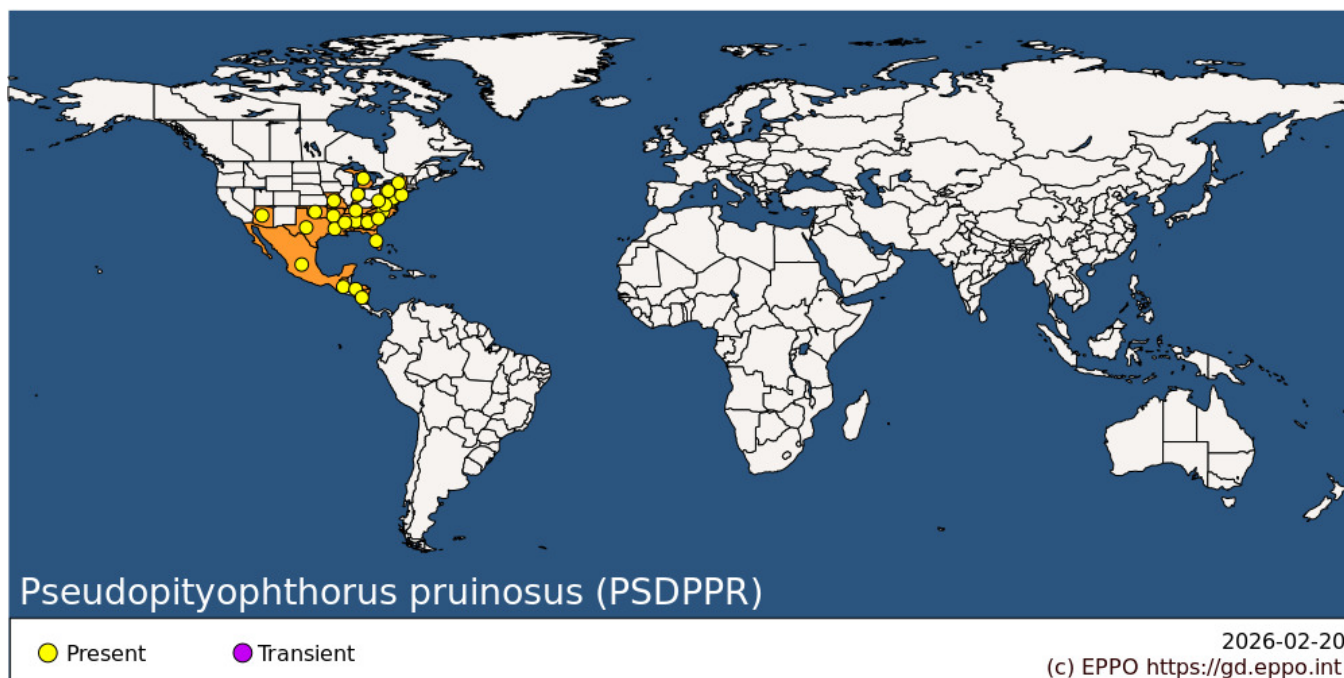 Pseudopityophthorus pruinosus (PSDPPR)
Present
Transient
2026-02-20
(c) EPPO https://gd.eppo.int